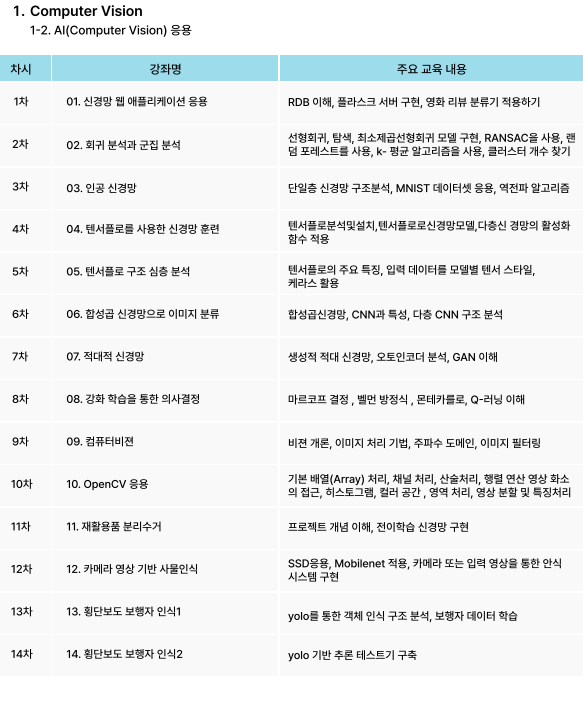 1. Computer Vision
1-2. AI(Computer Vision) 응용
차시 강좌명 주요 교육 내용
1차 01. 신경망 웹 애플리케이션 응용 RDB 이해, 플라스크 서버 구현, 영화 리뷰 분류기 적용하기
2차 02. 회귀 분석과 군집 분석 선형회귀, 탐색, 최소제곱선형회귀 모델 구현, RANSAC을 사용, 랜
덤 포레스트를 사용, k- 평균 알고리즘을 사용, 클러스터 개수 찾기
3차 03. 인공 신경망 단일층 신경망 구조분석, MNIST 데이터셋 응용, 역전파 알고리즘
4차 04. 텐서플로를 사용한 신경망 훈련 텐서플로분석및설치,텐서플로로신경망모델,다층신 경망의 활성화
함수 적용
5차 05. 텐서플로 구조 심층 분석 텐서플로의 주요 특징, 입력 데이터를 모델별 텐서 스타일,
케라스 활용
6차 06. 합성곱 신경망으로 이미지 분류 합성곱신경망, CNN과 특성, 다층 CNN 구조 분석
7차 07. 적대적 신경망 생성적 적대 신경망, 오토인코더 분석, GAN 이해
8차 08. 강화 학습을 통한 의사결정 마르코프 결정 , 벨먼 방정식 , 몬테카를로, Q-러닝 이해
9차 09. 컴퓨터비젼 비젼 개론, 이미지 처리 기법, 주파수 도메인, 이미지 필터링
10차 10. OpenCV 응용 기본 배열(Array) 처리, 채널 처리, 산술처리, 행렬 연산 영상 화소
의 접근, 히스토그램, 컬러 공간 , 영역 처리, 영상 분할 및 특징처리
11차 11. 재활용품 분리수거 프로젝트 개념 이해, 전이학습 신경망 구현
12차 12. 카메라 영상 기반 사물인식 SSD응용, Mobilenet 적용, 카메라 또는 입력 영상을 통한 안식
시스템 구현
13차 13. 횡단보도 보행자 인식1 yolo를 통한 객체 인식 구조 분석, 보행자 데이터 학습
14차 14. 횡단보도 보행자 인식2 yolo 기반 추론 테스트기 구축